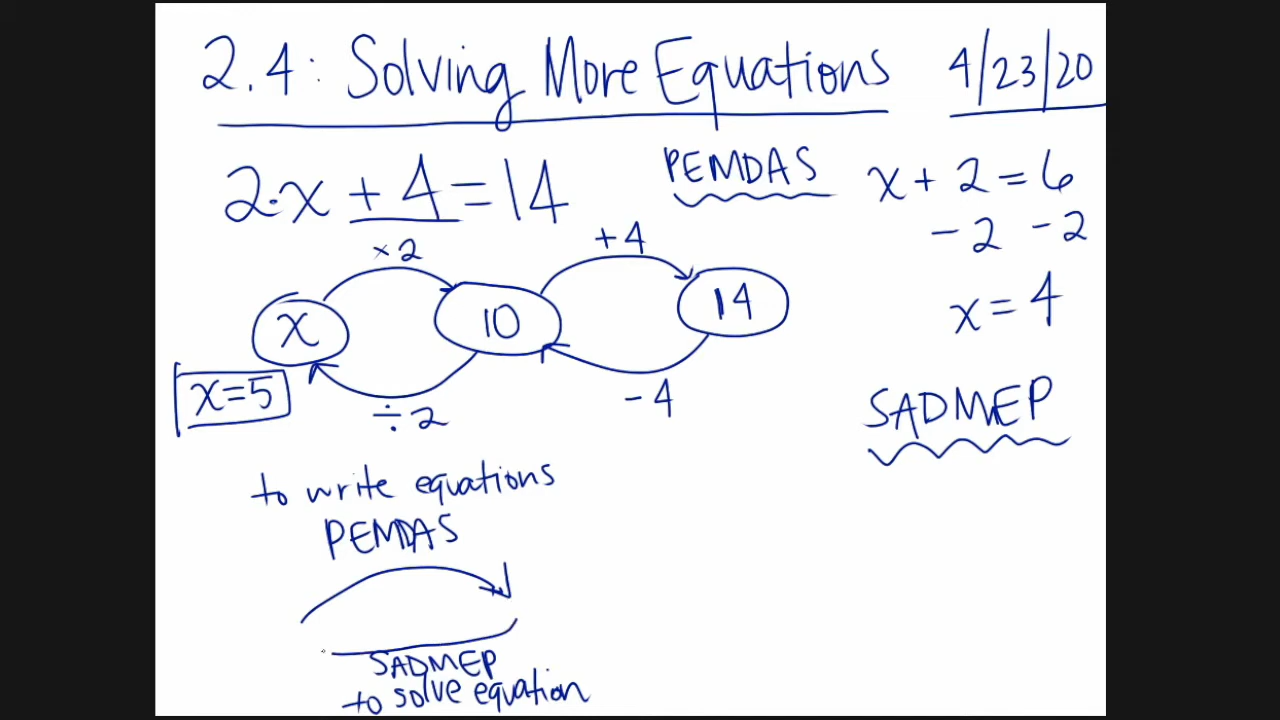 2.4: Solving More Equations 4/23/20
2·x + 4 = 14
PEMDAS
x + 2 = 6
- 2 - 2
x = 4
×2
+4
x
10
14
x=5
÷2
-4
SADMEP
to write equations
PEMDAS
SADMEP
to solve equation